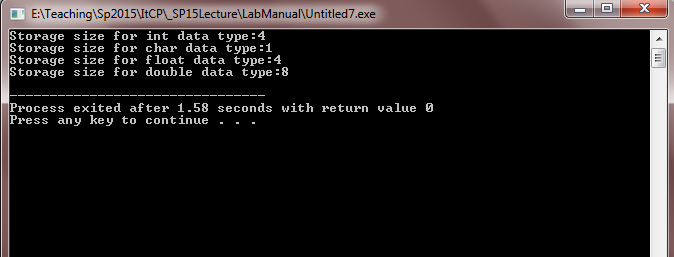 E:\Teaching\Sp2015\ItCP\_SP15Lecture\LabManual\Untitled7.exe
Storage size for int data type:4
Storage size for char data type:1
Storage size for float data type:4
Storage size for double data type:8
--------------------------------
Process exited after 1.58 seconds with return value 0
Press any key to continue . . .